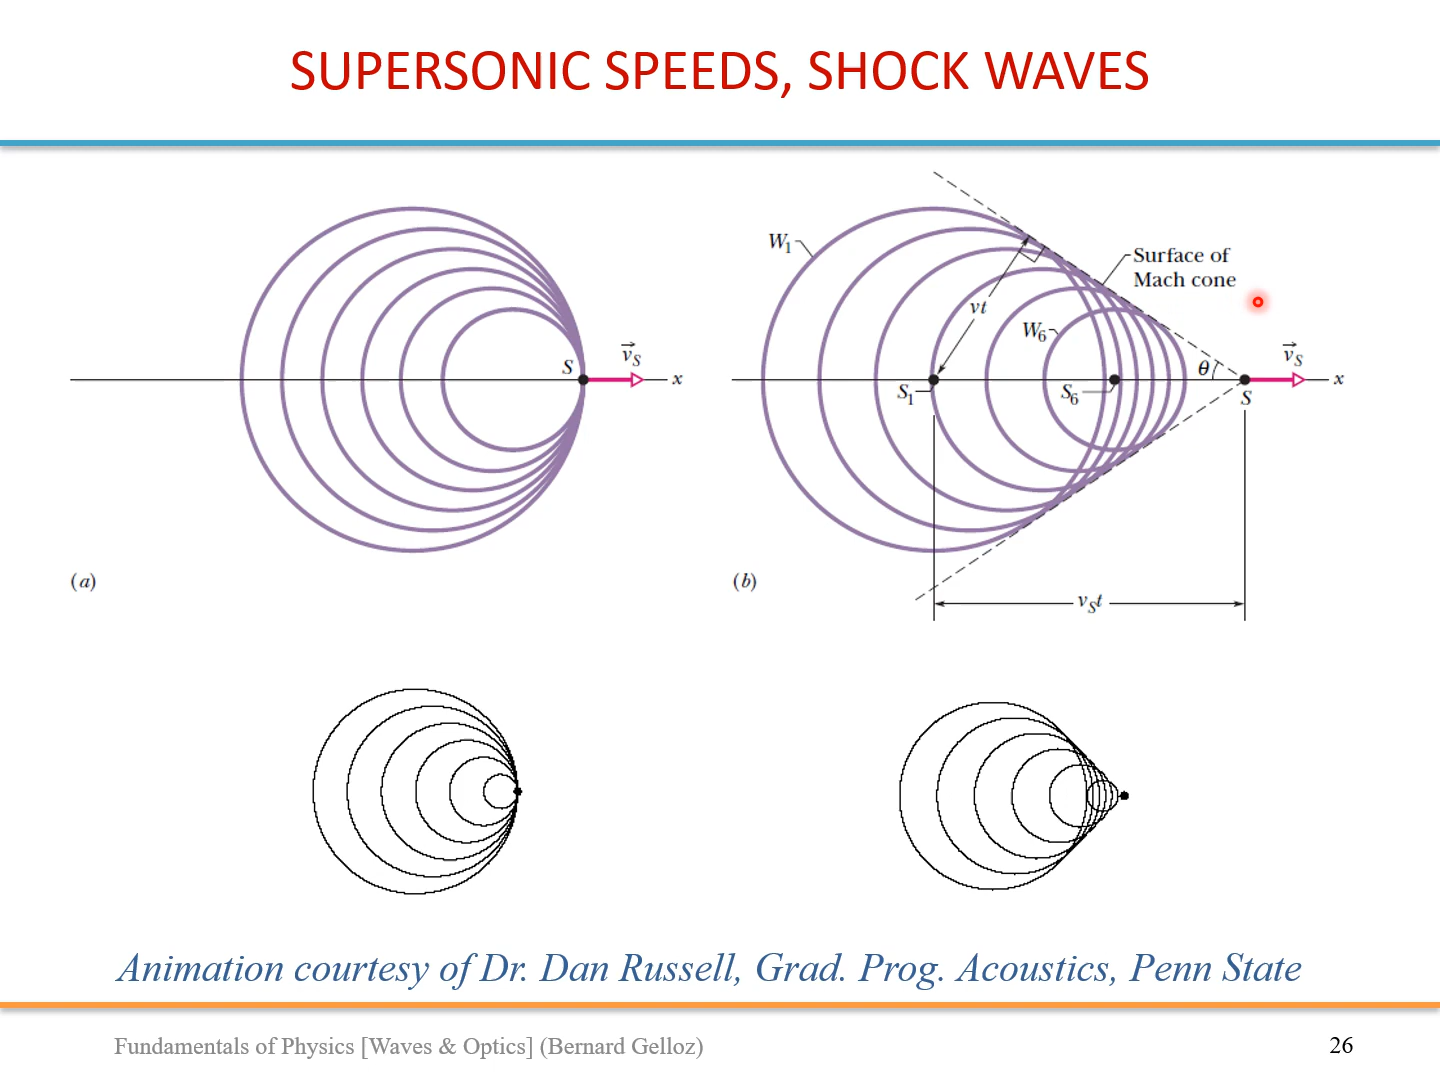 SUPERSONIC SPEEDS, SHOCK WAVES
W₁
Surface of
Mach cone
vt
W₆
S
v⃗S
x
θ
v⃗S
x
S₁
S₆
S
(a)
(b)
vSt
Animation courtesy of Dr. Dan Russell, Grad. Prog. Acoustics, Penn State
Fundamentals of Physics [Waves & Optics] (Bernard Gelloz)
26